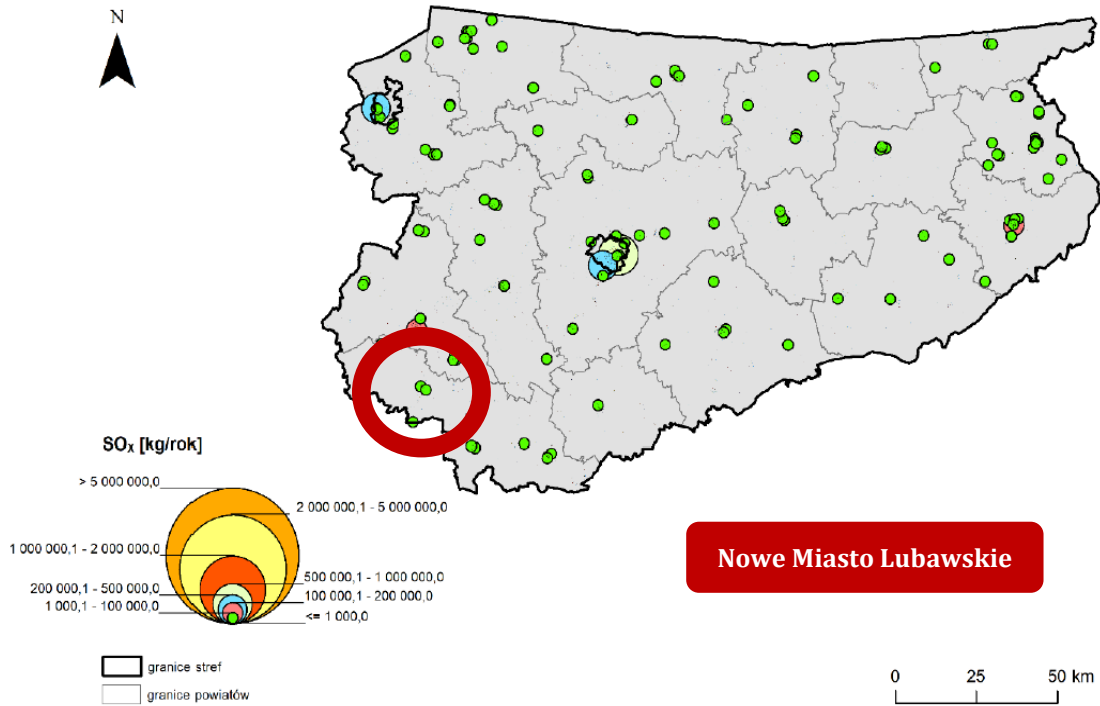 N
SOx [kg/rok]
> 5 000 000,0
2 000 000,1 - 5 000 000,0
1 000 000,1 - 2 000 000,0
500 000,1 - 1 000 000,0
200 000,1 - 500 000,0
100 000,1 - 200 000,0
1 000,1 - 100 000,0
<= 1 000,0
granice stref
granice powiatów
Nowe Miasto Lubawskie
0 25 50 km